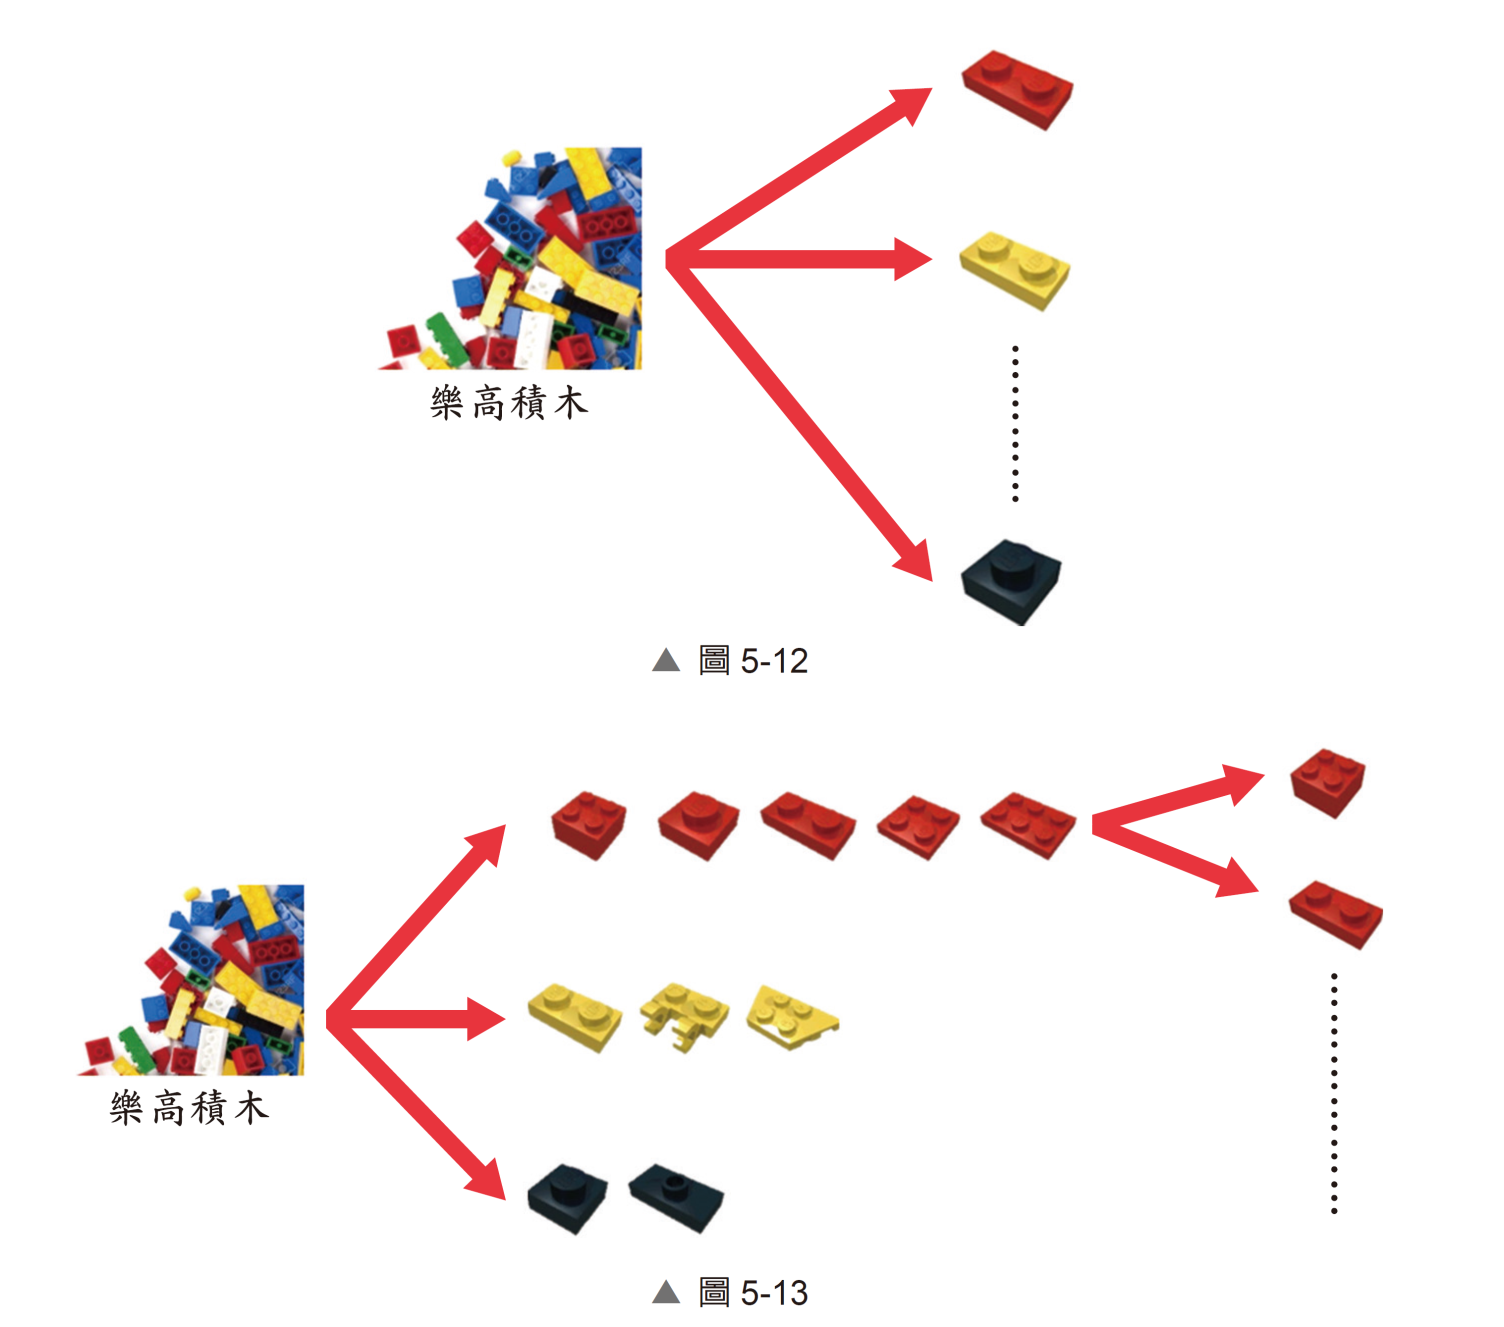 樂高積木
▲ 圖 5-12
樂高積木
▲ 圖 5-13